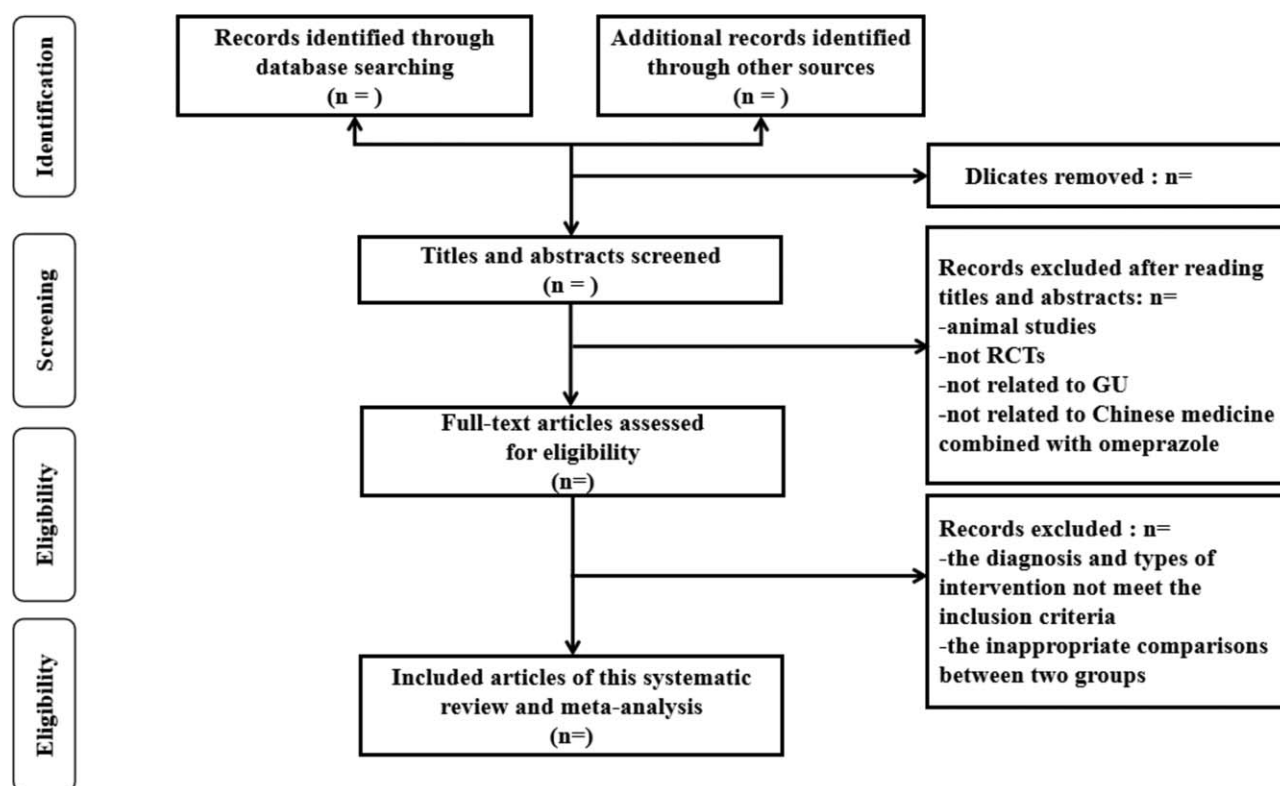 Identification
Records identified through
database searching
(n = )
Additional records identified
through other sources
(n = )
Dlicates removed : n=
Screening
Titles and abstracts screened
(n = )
Records excluded after reading
titles and abstracts: n=
-animal studies
-not RCTs
-not related to GU
-not related to Chinese medicine
combined with omeprazole
Eligibility
Full-text articles assessed
for eligibility
(n=)
Records excluded : n=
-the diagnosis and types of
intervention not meet the
inclusion criteria
-the inappropriate comparisons
between two groups
Eligibility
Included articles of this systematic
review and meta-analysis
(n=)